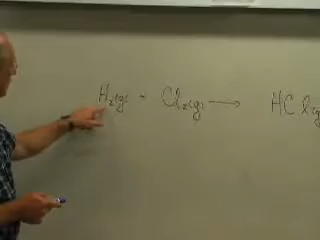 H₂(g) + Cl₂(g) ⟶ HCl(g